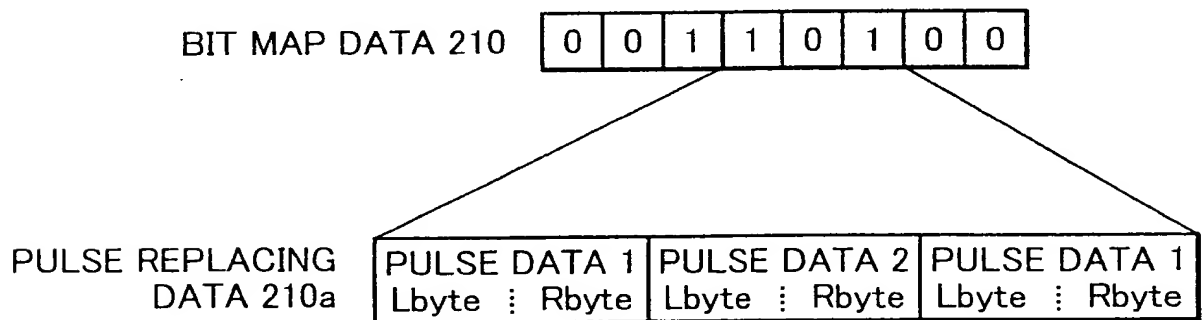 BIT MAP DATA 210 0 0 1 1 0 1 0 0
PULSE REPLACING DATA 210a
PULSE DATA 1 PULSE DATA 2 PULSE DATA 1
Lbyte ⋮ Rbyte Lbyte ⋮ Rbyte Lbyte ⋮ Rbyte